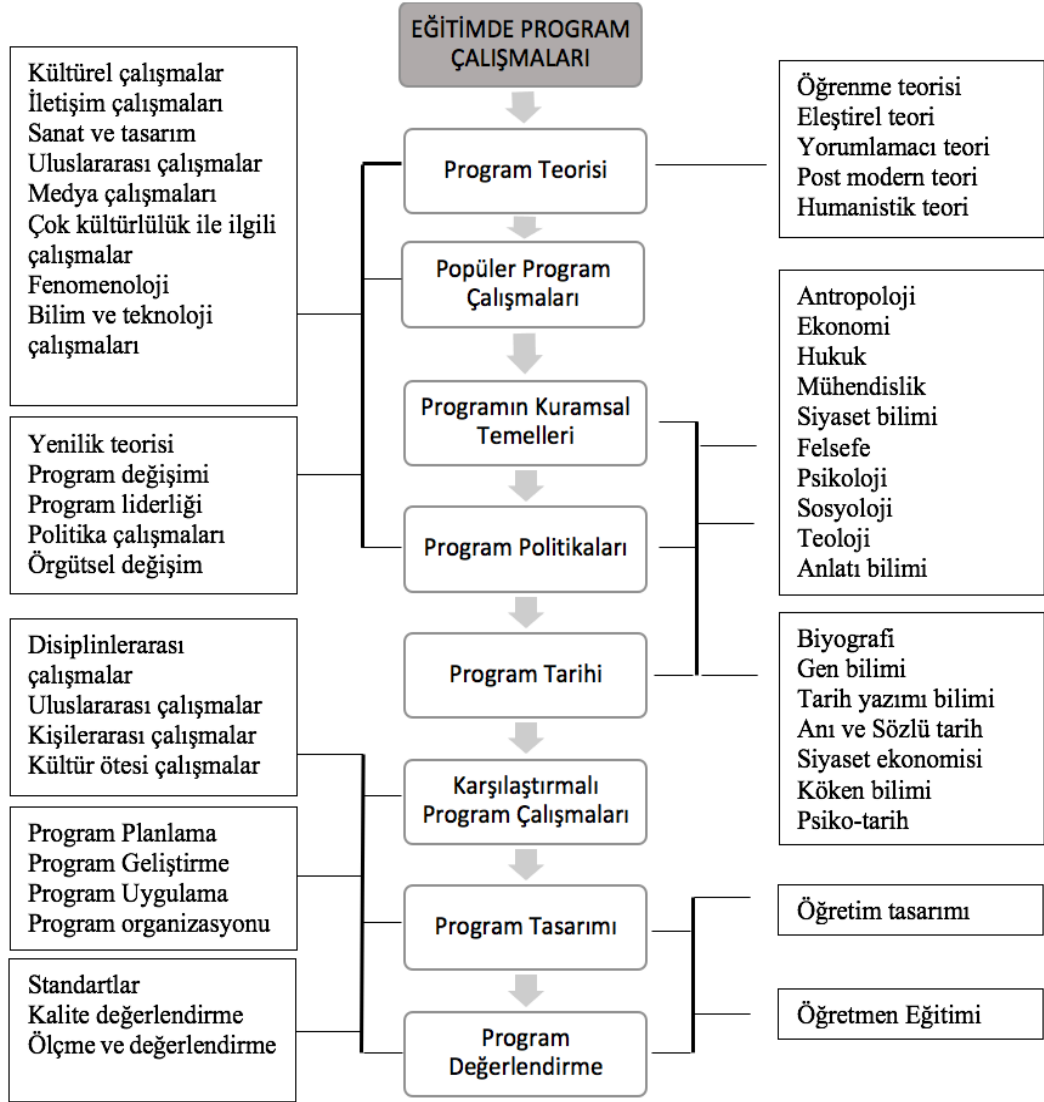 EĞİTİMDE PROGRAM
ÇALIŞMALARI
Kültürel çalışmalar
İletişim çalışmaları
Sanat ve tasarım
Uluslararası çalışmalar
Medya çalışmaları
Çok kültürlülük ile ilgili
çalışmalar
Fenomenoloji
Bilim ve teknoloji
çalışmaları
Yenilik teorisi
Program değişimi
Program liderliği
Politika çalışmaları
Örgütsel değişim
Disiplinlerarası
çalışmalar
Uluslararası çalışmalar
Kişilerarası çalışmalar
Kültür ötesi çalışmalar
Program Planlama
Program Geliştirme
Program Uygulama
Program organizasyonu
Standartlar
Kalite değerlendirme
Ölçme ve değerlendirme
Program Teorisi
Popüler Program
Çalışmaları
Programın Kuramsal
Temelleri
Program Politikaları
Program Tarihi
Karşılaştırmalı
Program Çalışmaları
Program Tasarımı
Program
Değerlendirme
Öğrenme teorisi
Eleştirel teori
Yorumlamacı teori
Post modern teori
Humanistik teori
Antropoloji
Ekonomi
Hukuk
Mühendislik
Siyaset bilimi
Felsefe
Psikoloji
Sosyoloji
Teoloji
Anlatı bilimi
Biyografi
Gen bilimi
Tarih yazımı bilimi
Anı ve Sözlü tarih
Siyaset ekonomisi
Köken bilimi
Psiko-tarih
Öğretim tasarımı
Öğretmen Eğitimi